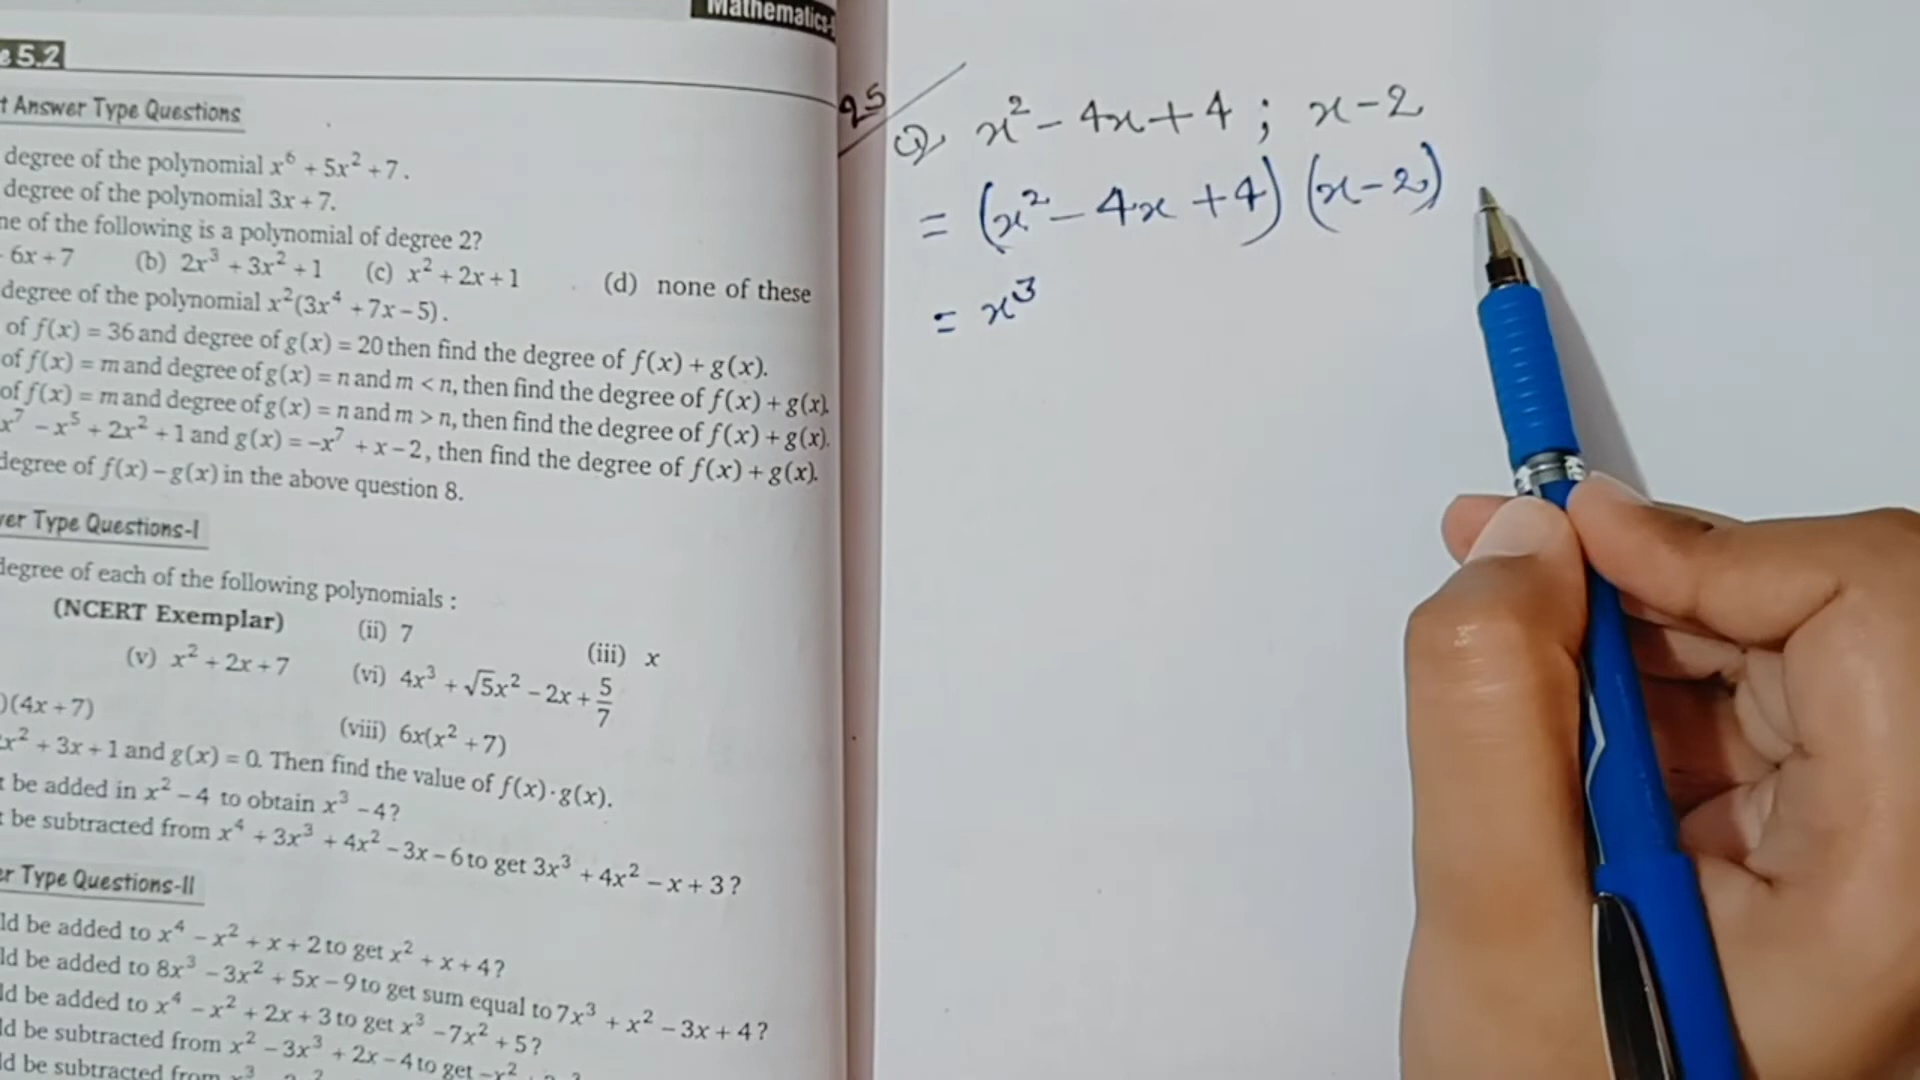 Mathematics-
e 5.2
t Answer Type Questions
degree of the polynomial x⁶ + 5x² + 7.
degree of the polynomial 3x + 7.
ne of the following is a polynomial of degree 2?
6x + 7 (b) 2x³ + 3x² + 1 (c) x² + 2x + 1 (d) none of these
degree of the polynomial x²(3x⁴ + 7x − 5).
of f(x) = 36 and degree of g(x) = 20 then find the degree of f(x) + g(x).
of f(x) = m and degree of g(x) = n and m < n, then find the degree of f(x) + g(x).
of f(x) = m and degree of g(x) = n and m > n, then find the degree of f(x) + g(x).
x⁷ − x⁵ + 2x² + 1 and g(x) = −x⁷ + x − 2, then find the degree of f(x) + g(x).
degree of f(x) − g(x) in the above question 8.
wer Type Questions-I
degree of each of the following polynomials :
(NCERT Exemplar) (ii) 7 (iii) x
(v) x² + 2x + 7 (vi) 4x³ + √5x² − 2x + 5/7
)(4x + 7) (viii) 6x(x² + 7)
x² + 3x + 1 and g(x) = 0. Then find the value of f(x)·g(x).
t be added in x² − 4 to obtain x³ − 4?
t be subtracted from x⁴ + 3x³ + 4x² − 3x − 6 to get 3x³ + 4x² − x + 3?
er Type Questions-II
ld be added to x⁴ − x² + x + 2 to get x² + x + 4?
ld be added to 8x³ − 3x² + 5x − 9 to get sum equal to 7x³ + x² − 3x + 4?
ld be added to x⁴ − x² + 2x + 3 to get x³ − 7x² + 5?
ld be subtracted from x² − 3x³ + 2x − 4 to get −x²
ld be subtracted from
25
Q x² − 4x + 4 ; x − 2
= (x² − 4x + 4) (x − 2)
= x³